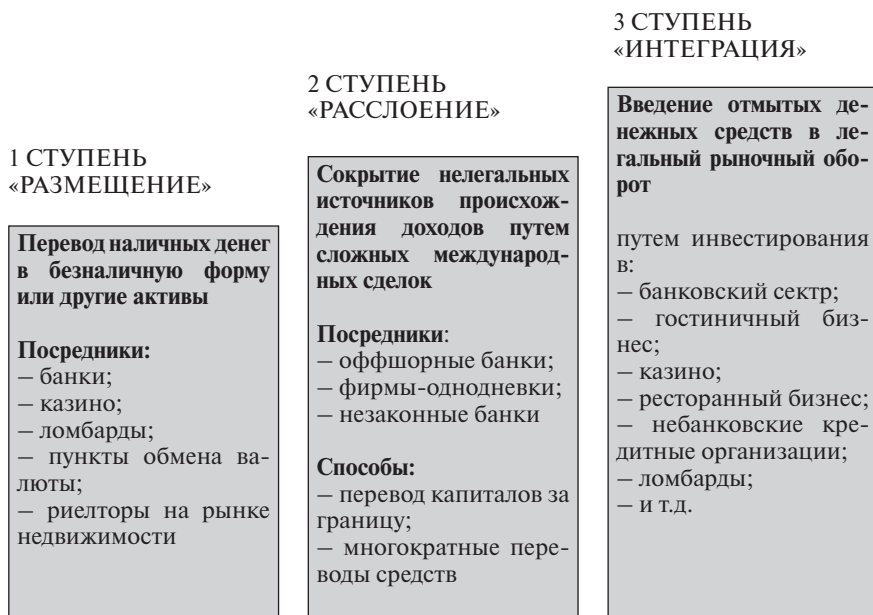 1 СТУПЕНЬ
«РАЗМЕЩЕНИЕ»
Перевод наличных денег
в безналичную форму
или другие активы
Посредники:
– банки;
– казино;
– ломбарды;
– пункты обмена ва-
люты;
– риелторы на рынке
недвижимости
2 СТУПЕНЬ
«РАССЛОЕНИЕ»
Сокрытие нелегальных
источников происхож-
дения доходов путем
сложных международ-
ных сделок
Посредники:
– оффшорные банки;
– фирмы-однодневки;
– незаконные банки
Способы:
– перевод капиталов за
границу;
– многократные пере-
воды средств
3 СТУПЕНЬ
«ИНТЕГРАЦИЯ»
Введение отмытых де-
нежных средств в ле-
гальный рыночный обо-
рот
путем инвестирования
в:
– банковский сектр;
– гостиничный биз-
нес;
– казино;
– ресторанный бизнес;
– небанковские кре-
дитные организации;
– ломбарды;
– и т.д.